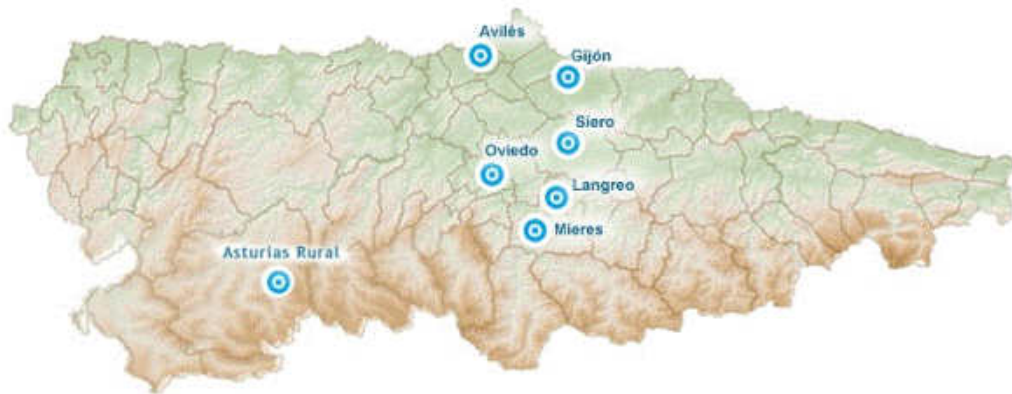 Avilés
Gijón
Siero
Oviedo
Langreo
Mieres
Asturias Rural